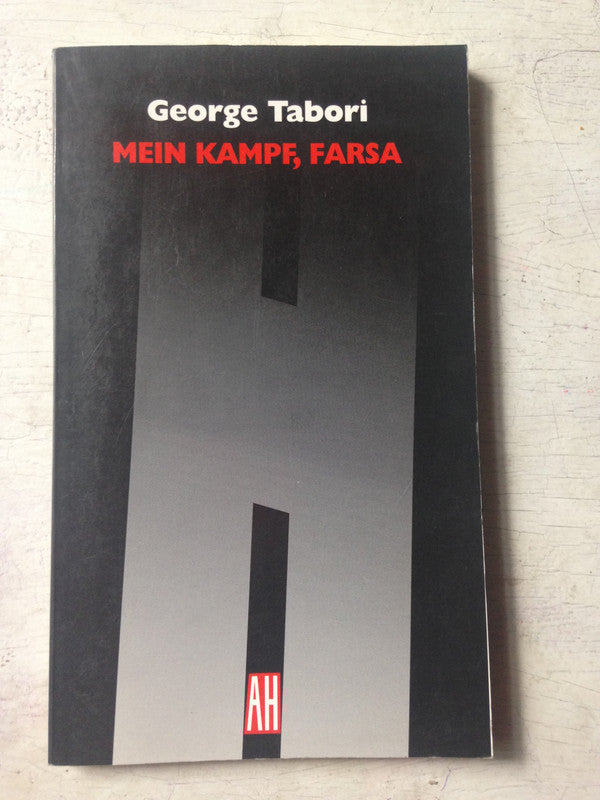 George Tabori
MEIN KAMPF, FARSA
AH